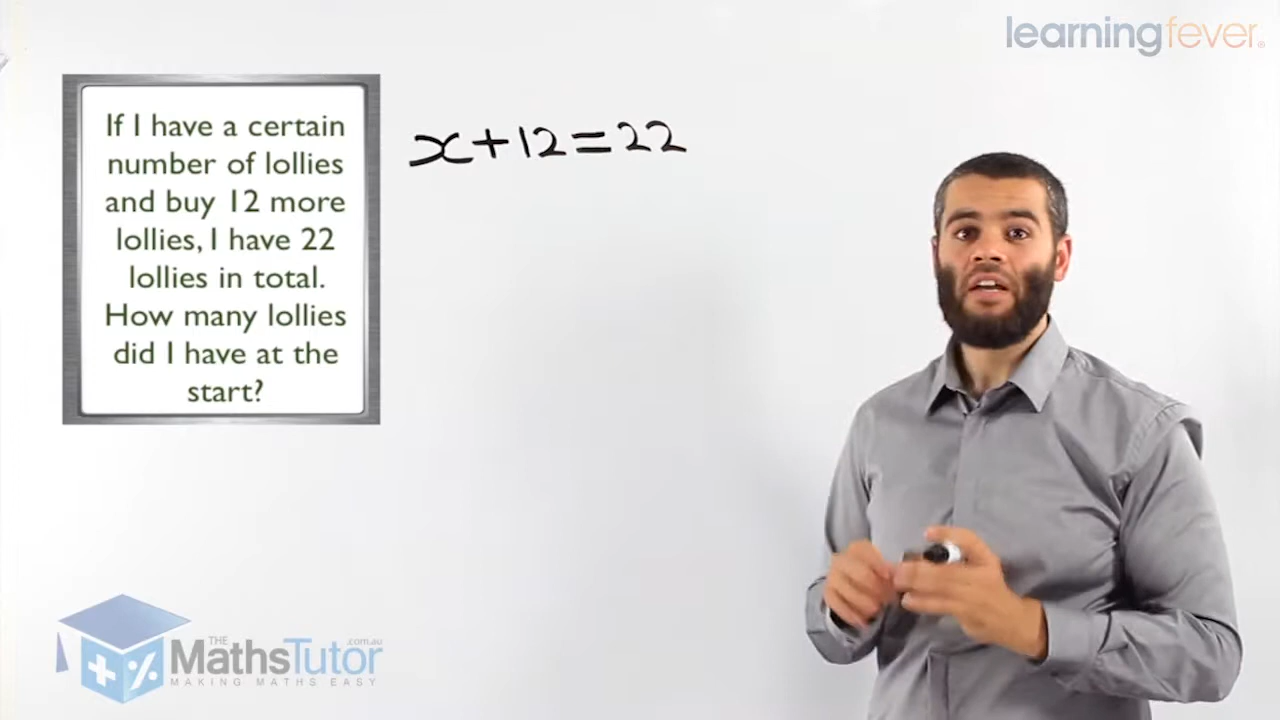 learningfever®
If I have a certain
number of lollies
and buy 12 more
lollies, I have 22
lollies in total.
How many lollies
did I have at the
start?
x+12=22
THE MathsTutor .com.au
MAKING MATHS EASY